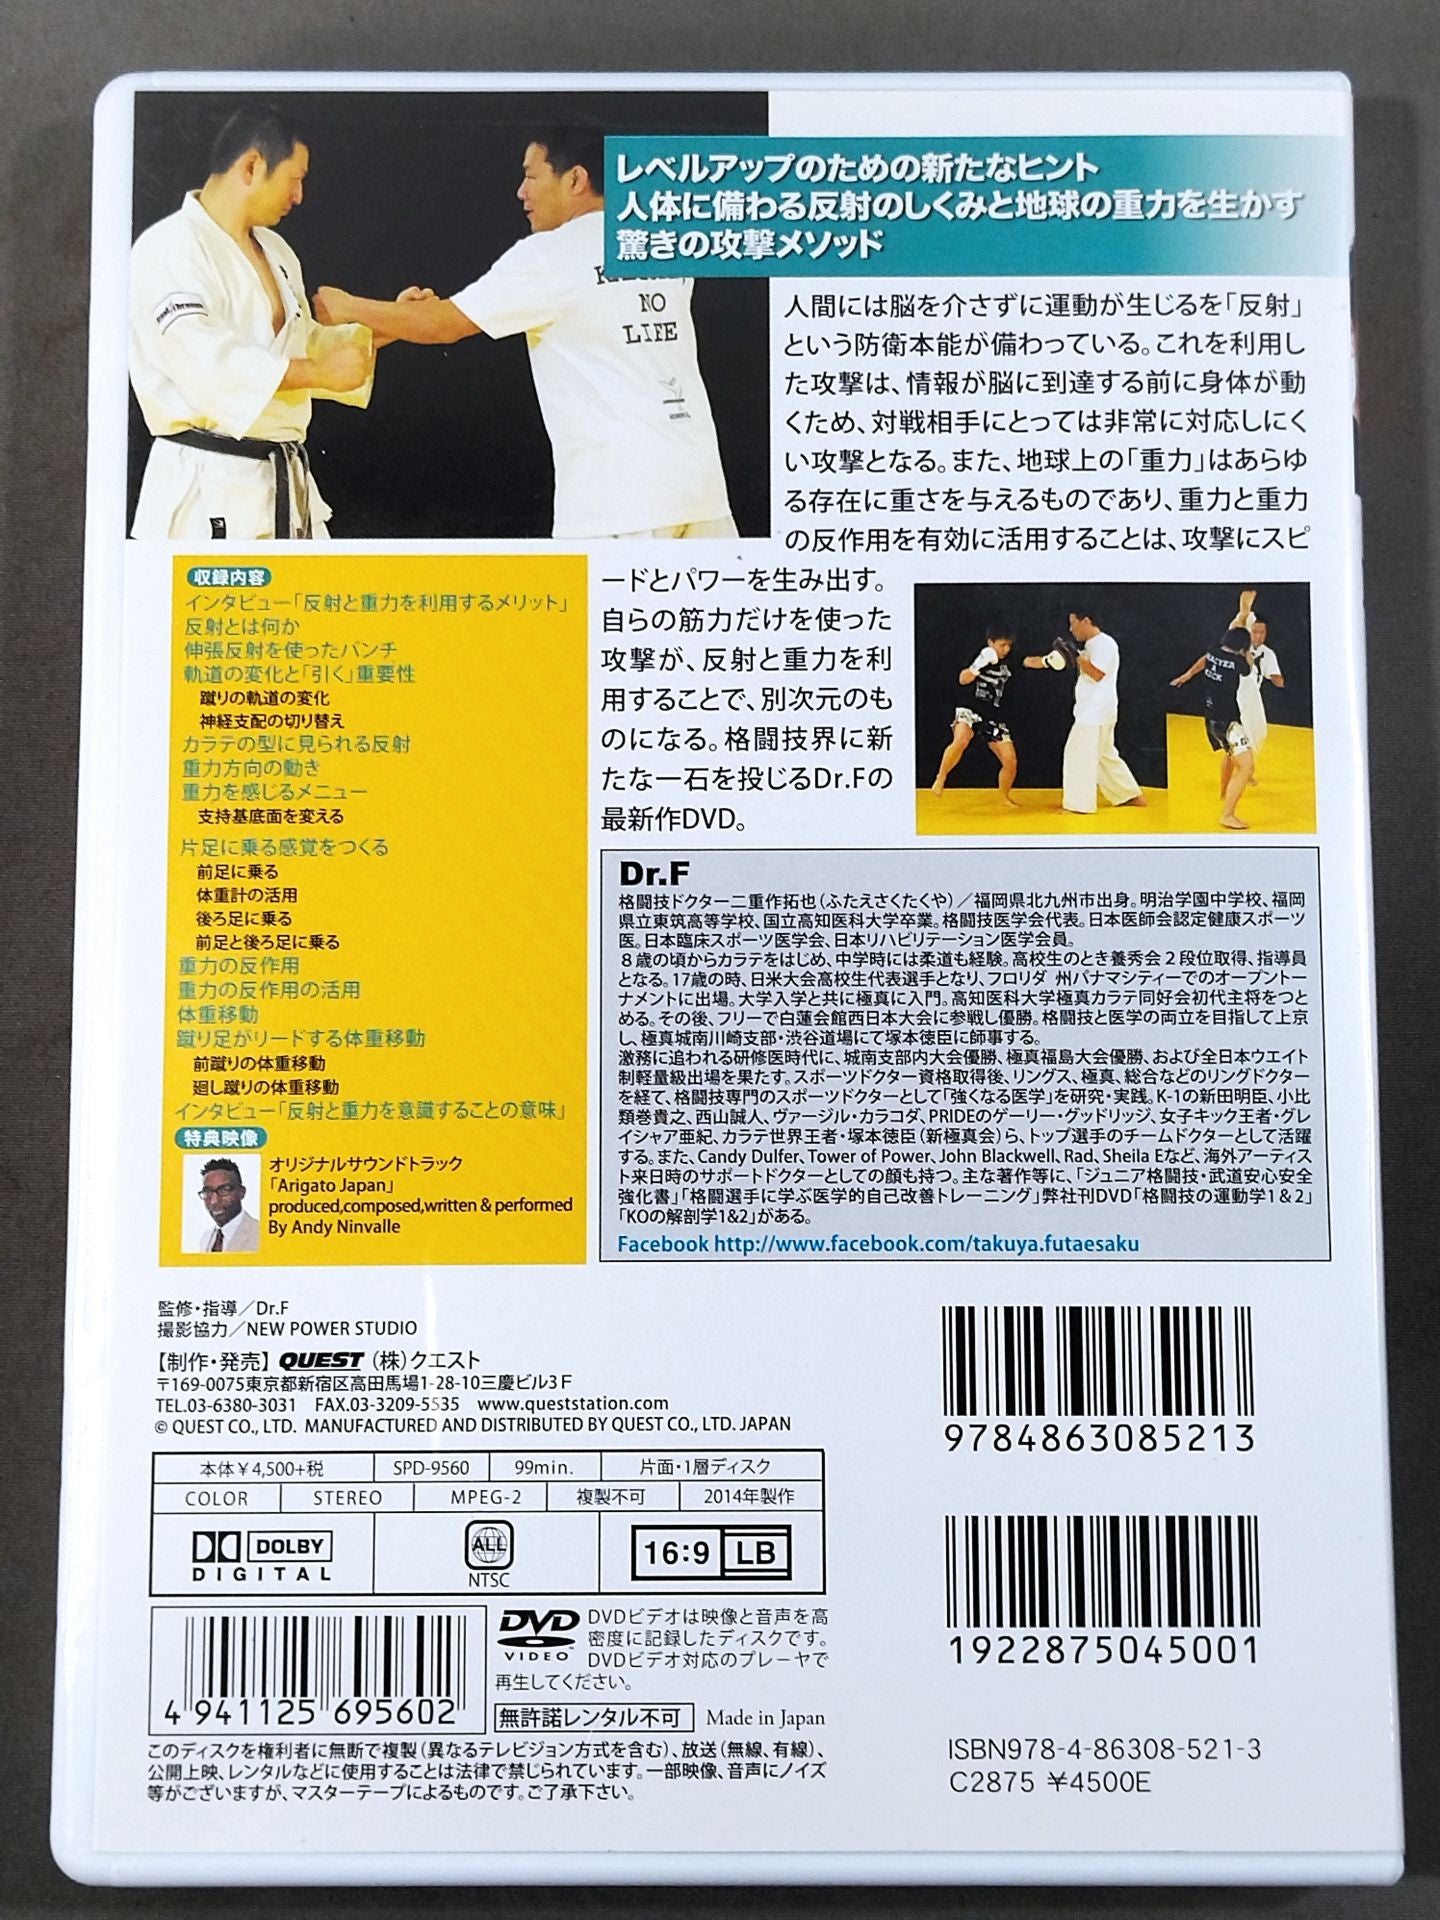 レベルアップのための新たなヒント
人体に備わる反射のしくみと地球の重力を生かす
驚きの攻撃メソッド
NO
LIFE
人間には脳を介さずに運動が生じるを「反射」
という防衛本能が備わっている。これを利用し
た攻撃は、情報が脳に到達する前に身体が動
くため、対戦相手にとっては非常に対応しにく
い攻撃となる。また、地球上の「重力」はあらゆ
る存在に重さを与えるものであり、重力と重力
の反作用を有効に活用することは、攻撃にスピ
ードとパワーを生み出す。
自らの筋力だけを使った
攻撃が、反射と重力を利
用することで、別次元のも
のになる。格闘技界に新
たな一石を投じるDr.Fの
最新作DVD。
収録内容
インタビュー「反射と重力を利用するメリット」
反射とは何か
伸張反射を使ったパンチ
軌道の変化と「引く」重要性
蹴りの軌道の変化
神経支配の切り替え
カラテの型に見られる反射
重力方向の動き
重力を感じるメニュー
支持基底面を変える
片足に乗る感覚をつくる
前足に乗る
体重計の活用
後ろ足に乗る
前足と後ろ足に乗る
重力の反作用
重力の反作用の活用
体重移動
蹴り足がリードする体重移動
前蹴りの体重移動
廻し蹴りの体重移動
インタビュー「反射と重力を意識することの意味」
特典映像
オリジナルサウンドトラック
「Arigato Japan」
produced,composed,written & performed
By Andy Ninvalle
Dr.F
格闘技ドクター二重作拓也（ふたえさくたくや）／福岡県北九州市出身。明治学園中学校、福岡
県立東筑高等学校、国立高知医科大学卒業。格闘技医学会代表。日本医師会認定健康スポーツ
医。日本臨床スポーツ医学会、日本リハビリテーション医学会員。
８歳の頃からカラテをはじめ、中学時には柔道も経験。高校生のとき養秀会２段位取得、指導員
となる。17歳の時、日米大会高校生代表選手となり、フロリダ 州パナマシティーでのオープントー
ナメントに出場。大学入学と共に極真に入門。高知医科大学極真カラテ同好会初代主将をつと
める。その後、フリーで白蓮会館西日本大会に参戦し優勝。格闘技と医学の両立を目指して上京
し、極真城南川崎支部・渋谷道場にて塚本徳臣に師事する。
激務に追われる研修医時代に、城南支部内大会優勝、極真福島大会優勝、および全日本ウエイト
制軽量級出場を果たす。スポーツドクター資格取得後、リングス、極真、総合などのリングドクター
を経て、格闘技専門のスポーツドクターとして「強くなる医学」を研究・実践。K-1の新田明臣、小比
類巻貴之、西山誠人、ヴァージル・カラコダ、PRIDEのゲーリー・グッドリッジ、女子キック王者・グレ
イシャア亜紀、カラテ世界王者・塚本徳臣（新極真会）ら、トップ選手のチームドクターとして活躍
する。また、Candy Dulfer、Tower of Power、John Blackwell、Rad、Sheila Eなど、海外アーティス
ト来日時のサポートドクターとしての顔も持つ。主な著作等に、「ジュニア格闘技・武道安心安全
強化書」「格闘選手に学ぶ医学的自己改善トレーニング」弊社刊DVD「格闘技の運動学1＆2」
「KOの解剖学1&2」がある。
Facebook http://www.facebook.com/takuya.futaesaku
監修・指導／Dr.F
撮影協力／NEW POWER STUDIO
【制作・発売】 QUEST （株）クエスト
〒169-0075東京都新宿区高田馬場1-28-10三慶ビル3Ｆ
TEL.03-6380-3031 FAX.03-3209-5535 www.queststation.com
© QUEST CO., LTD. MANUFACTURED AND DISTRIBUTED BY QUEST CO., LTD. JAPAN
本体￥4,500+税 SPD-9560 99min. 片面・1層ディスク
COLOR STEREO MPEG-2 複製不可 2014年製作
DOLBY
DIGITAL
ALL
NTSC
16:9 LB
4 941125 695602
DVD
VIDEO
DVDビデオは映像と音声を高
密度に記録したディスクです。
DVDビデオ対応のプレーヤで
再生してください。
無許諾レンタル不可 Made in Japan
このディスクを権利者に無断で複製（異なるテレビジョン方式を含む）、放送（無線、有線）、
公開上映、レンタルなどに使用することは法律で禁じられています。一部映像、音声にノイズ
等がございますが、マスターテープによるものです。ご了承下さい。
9784863085213
1922875045001
ISBN978-4-86308-521-3
C2875 ¥4500E